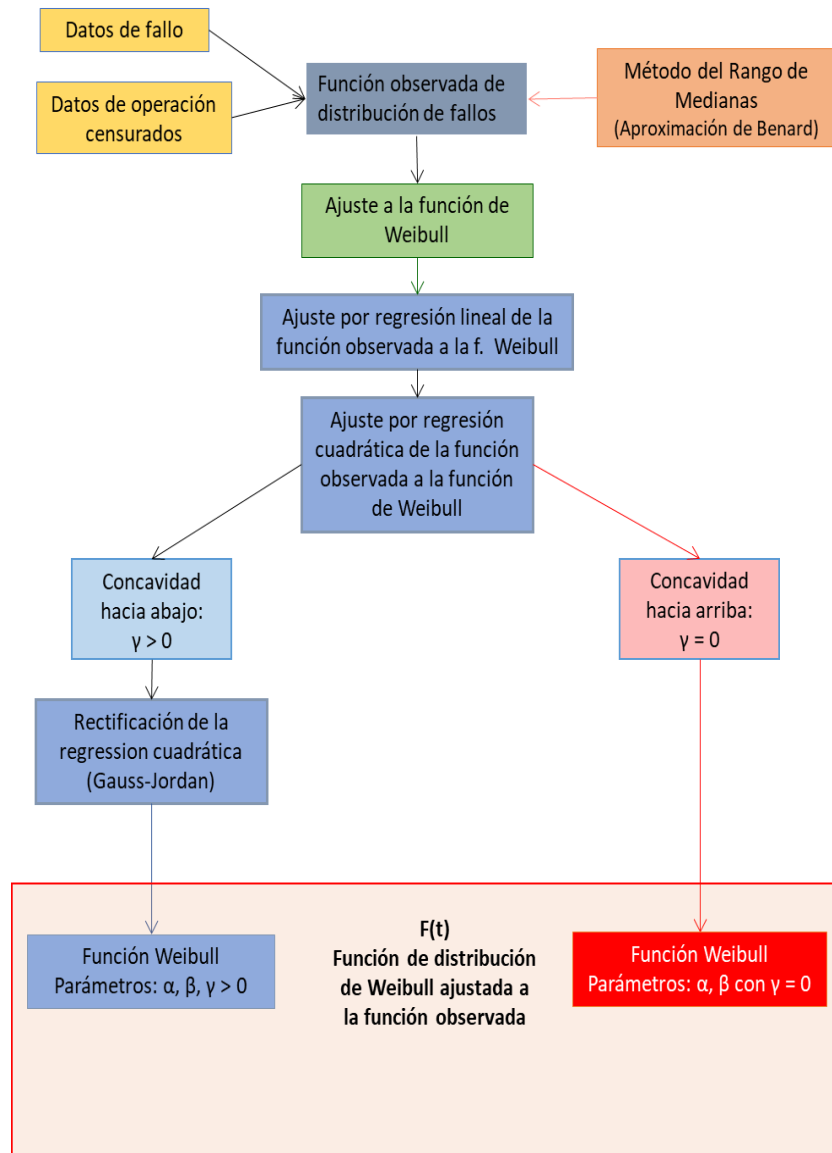 Datos de fallo
Datos de operación
censurados
Función observada de
distribución de fallos
Método del Rango de
Medianas
(Aproximación de Benard)
Ajuste a la función de
Weibull
Ajuste por regresión lineal de la
función observada a la f. Weibull
Ajuste por regresión
cuadrática de la función
observada a la función
de Weibull
Concavidad
hacia abajo:
γ > 0
Concavidad
hacia arriba:
γ = 0
Rectificación de la
regression cuadrática
(Gauss-Jordan)
Función Weibull
Parámetros: α, β, γ > 0
F(t)
Función de distribución
de Weibull ajustada a
la función observada
Función Weibull
Parámetros: α, β con γ = 0